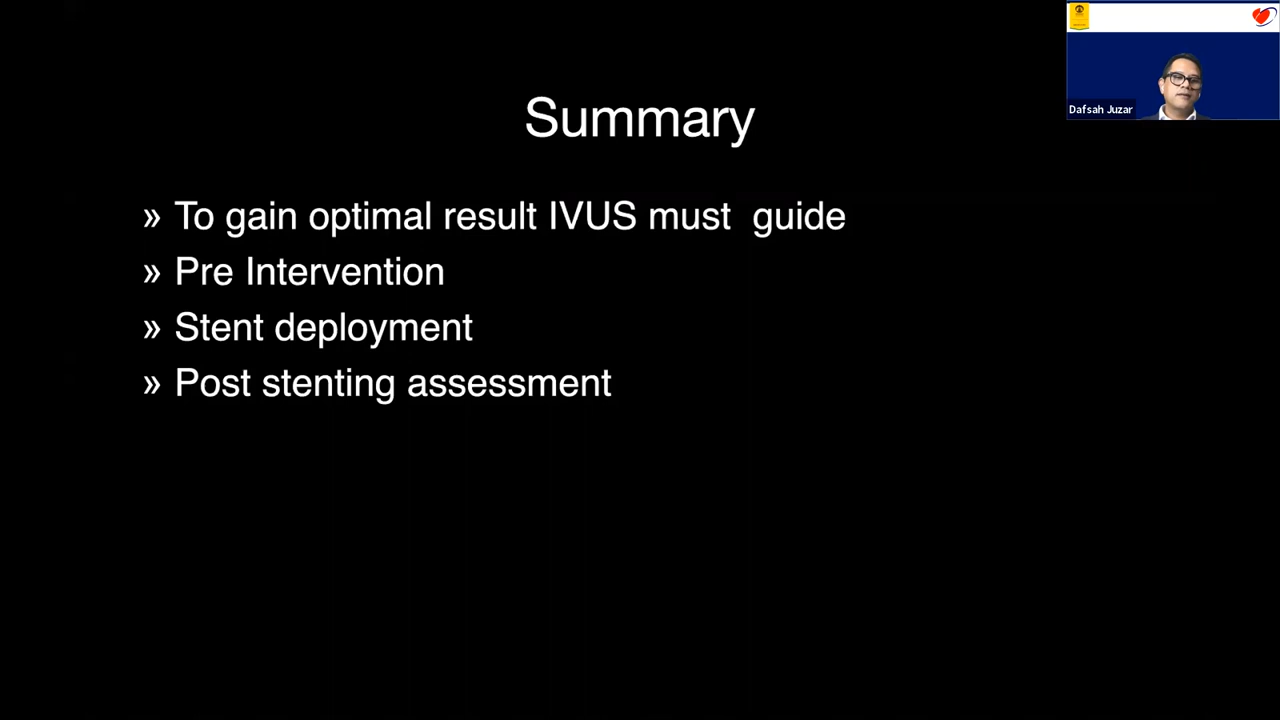 Summary
» To gain optimal result IVUS must  guide
» Pre Intervention
» Stent deployment
» Post stenting assessment
Dafsah Juzar